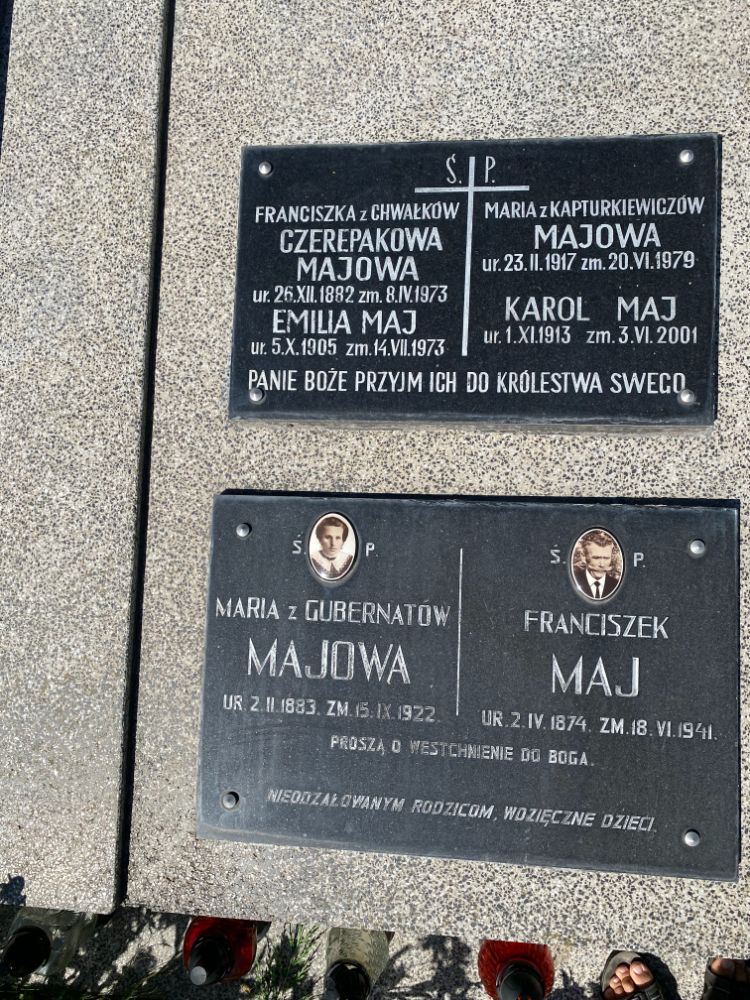 Ś. P.
FRANCISZKA z CHWAŁKÓW
CZEREPAKOWA
MAJOWA
ur. 26.XII.1882 zm. 8.IV.1973
EMILIA MAJ
ur. 5.X.1905 zm. 14.VII.1973
MARIA z KAPTURKIEWICZÓW
MAJOWA
ur. 23.II.1917 zm. 20.VI.1979
KAROL MAJ
ur. 1.XI.1913 zm. 3.VI.2001
PANIE BOŻE PRZYJM ICH DO KRÓLESTWA SWEGO
Ś. P.
MARIA z GUBERNATÓW
MAJOWA
UR. 2.II.1883. ZM. 15.IX.1922.
Ś. P.
FRANCISZEK
MAJ
UR. 2.IV.1874. ZM. 18.VI.1941.
PROSZĄ O WESTCHNIENIE DO BOGA.
NIEODŻAŁOWANYM RODZICOM, WDZIĘCZNE DZIECI.